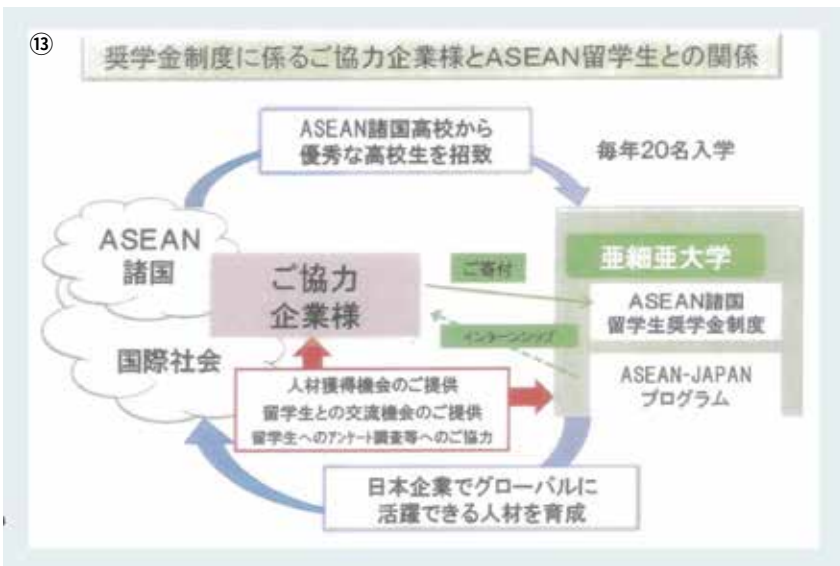 ⑬
奨学金制度に係るご協力企業様とASEAN留学生との関係
ASEAN諸国高校から
優秀な高校生を招致
毎年20名入学
ASEAN
諸国
国際社会
ご協力
企業様
ご寄付
インターンシップ
亜細亜大学
ASEAN諸国
留学生奨学金制度
ASEAN-JAPAN
プログラム
人材獲得機会のご提供
留学生との交流機会のご提供
留学生へのアンケート調査等へのご協力
日本企業でグローバルに
活躍できる人材を育成